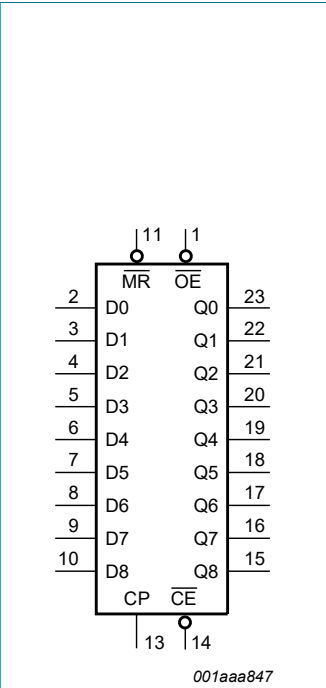 11 1
MR OE
2 D0 Q0 23
3 D1 Q1 22
4 D2 Q2 21
5 D3 Q3 20
6 D4 Q4 19
7 D5 Q5 18
8 D6 Q6 17
9 D7 Q7 16
10 D8 Q8 15
CP CE
13 14
001aaa847